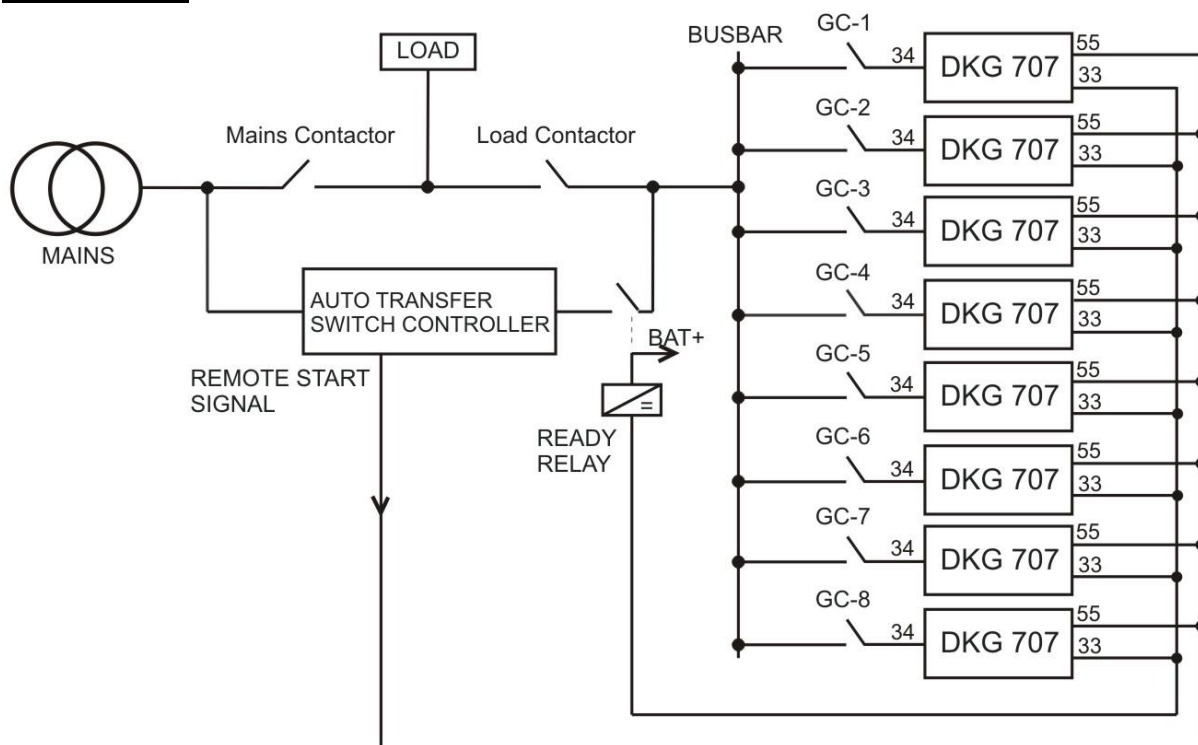 LOAD
BUSBAR
Mains Contactor
Load Contactor
MAINS
AUTO TRANSFER
SWITCH CONTROLLER
REMOTE START
SIGNAL
BAT+
=
READY
RELAY
GC-1
34
DKG 707
55
33
GC-2
34
DKG 707
55
33
GC-3
34
DKG 707
55
33
GC-4
34
DKG 707
55
33
GC-5
34
DKG 707
55
33
GC-6
34
DKG 707
55
33
GC-7
34
DKG 707
55
33
GC-8
34
DKG 707
55
33